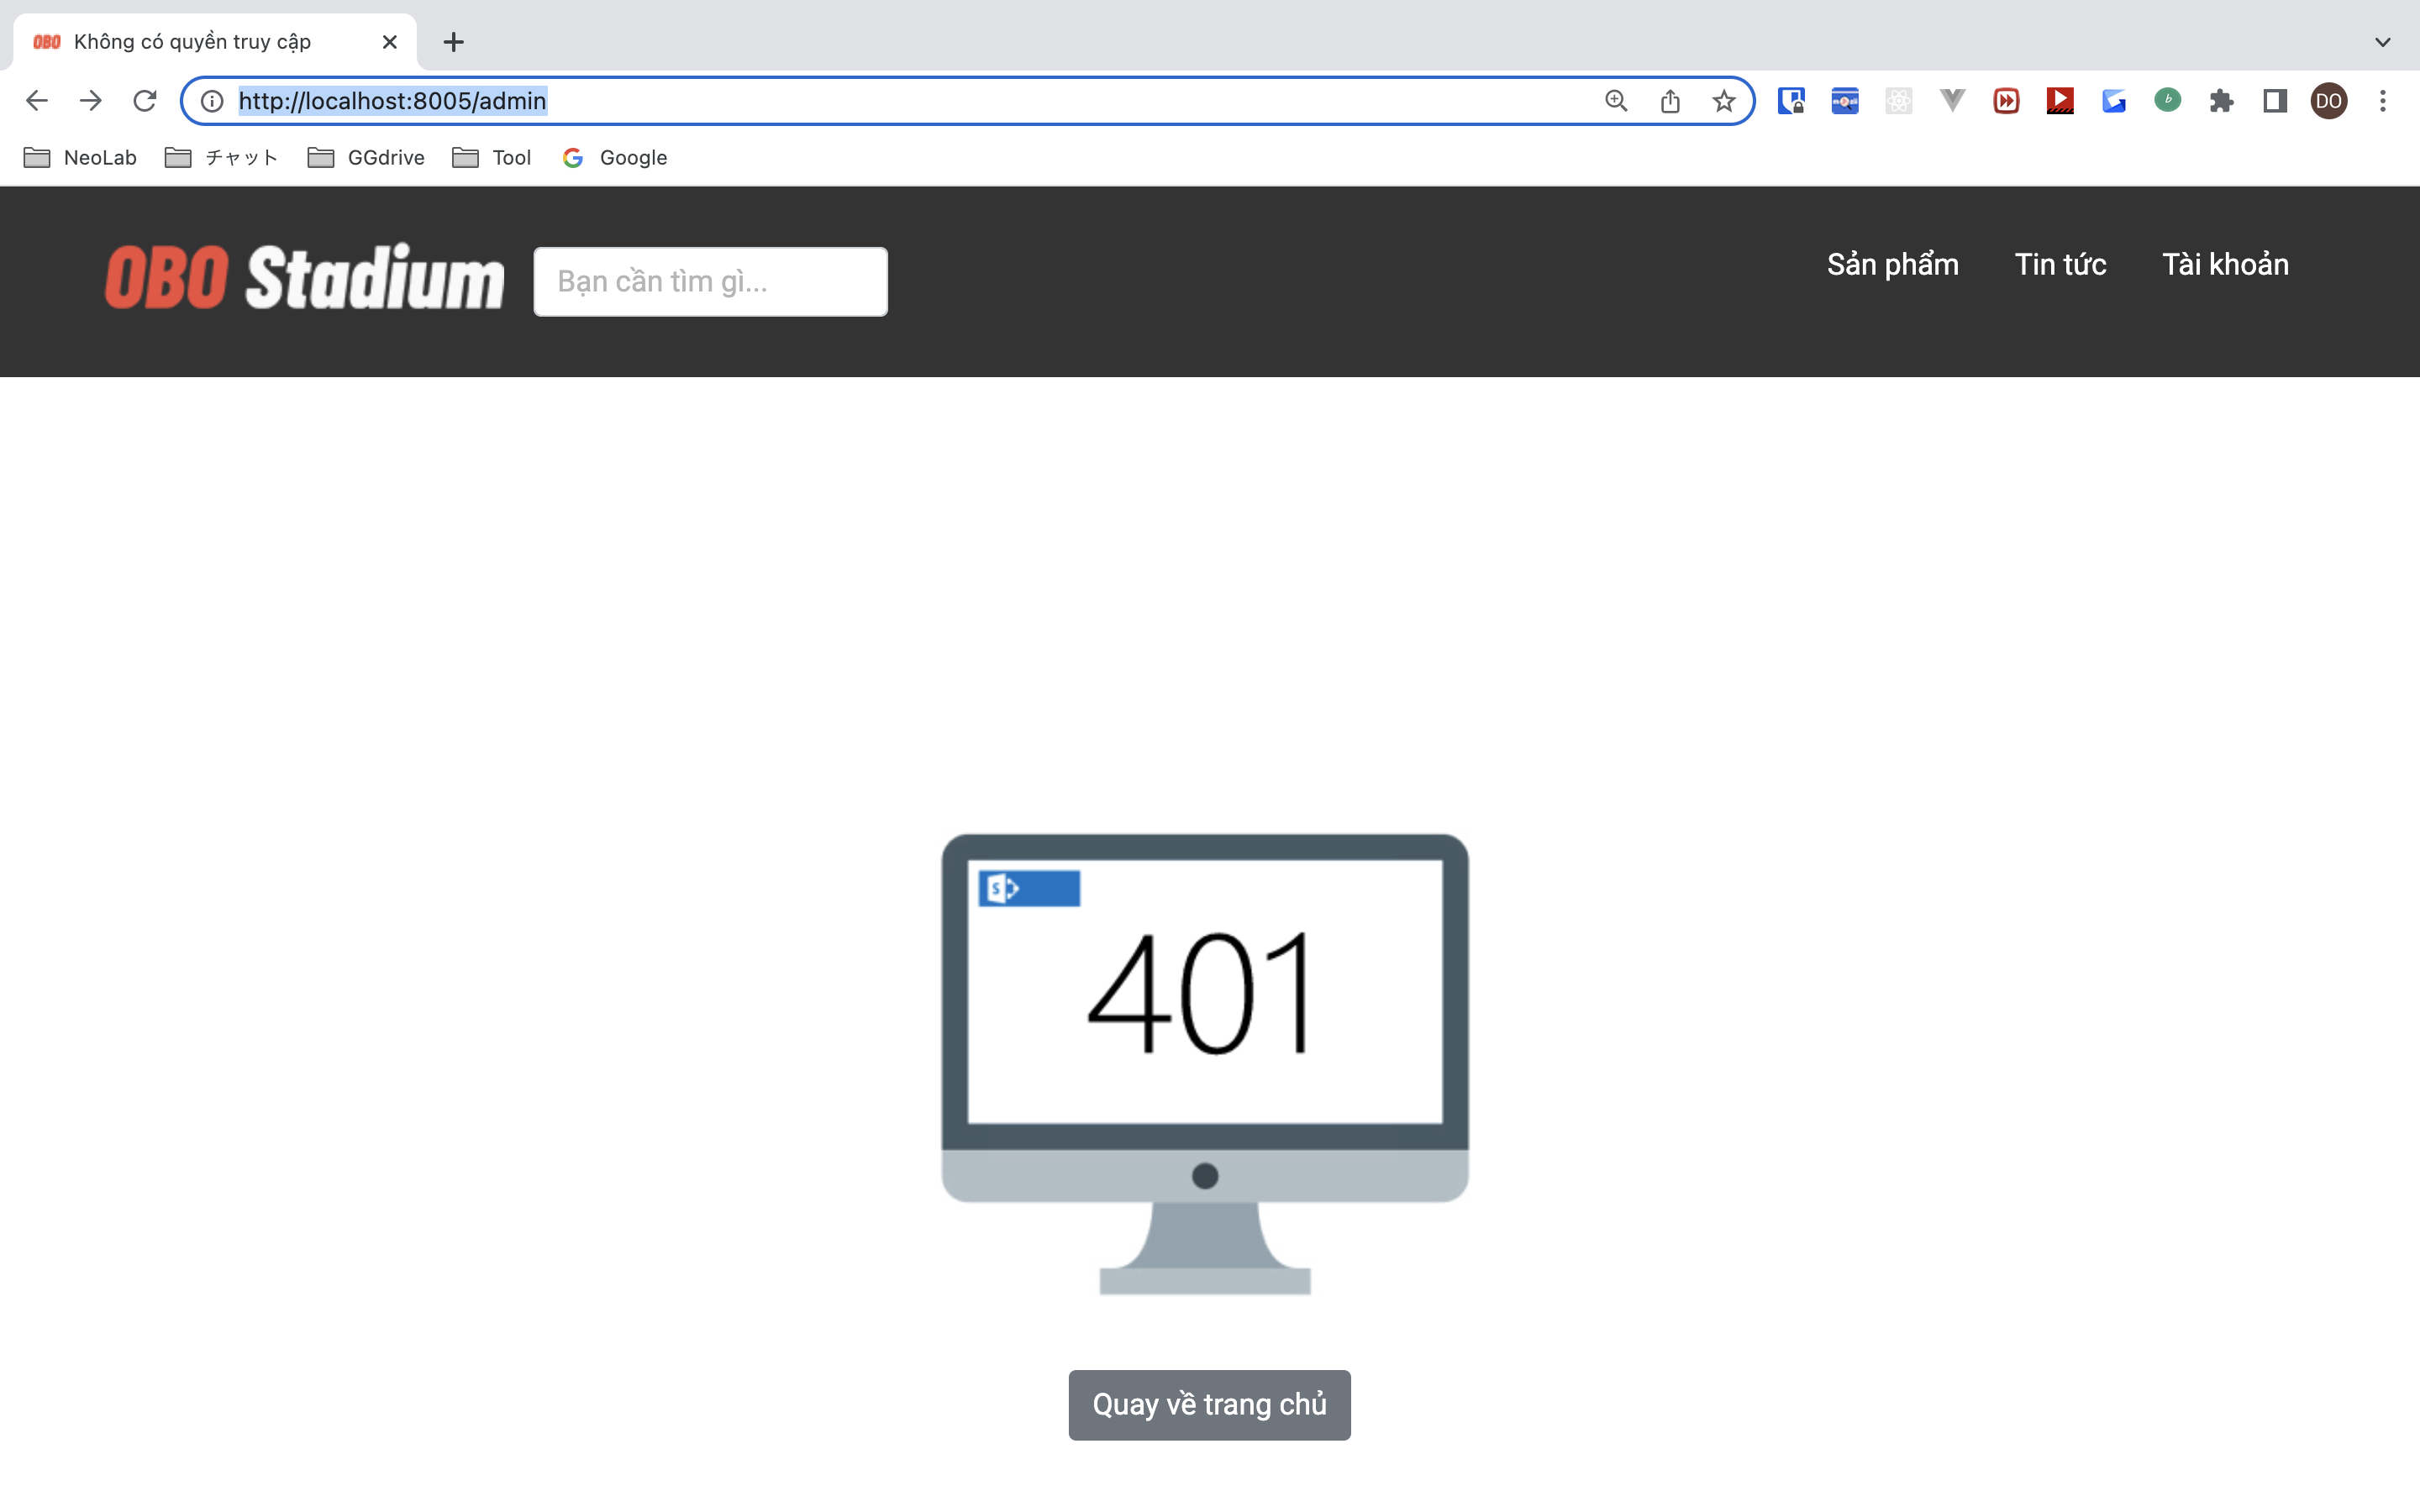 OBO Không có quyền truy cập
http://localhost:8005/admin
DO
NeoLab チャット GGdrive Tool Google
OBO Stadium
Bạn cần tìm gì...
Sản phẩm Tin tức Tài khoản
S
401
Quay về trang chủ